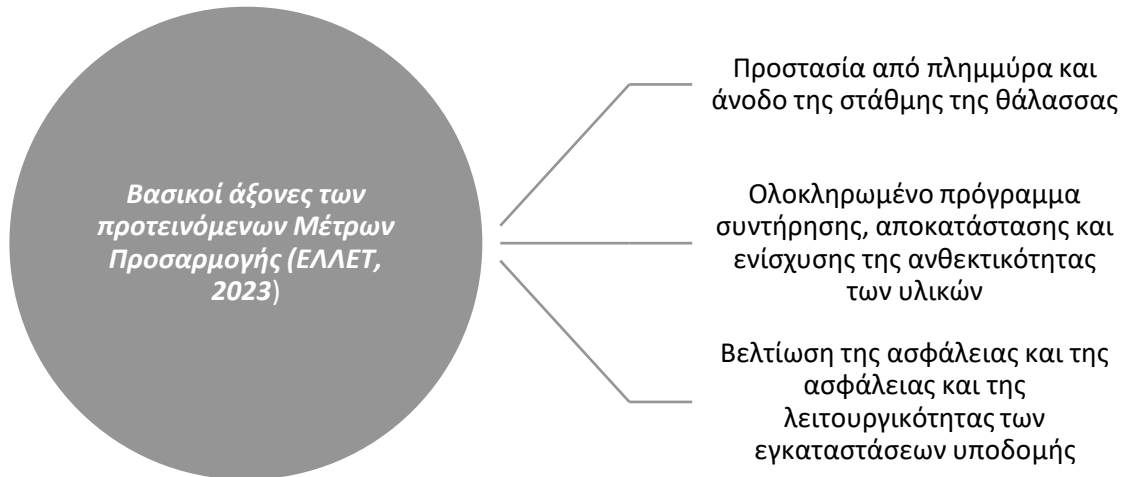 Βασικοί άξονες των
προτεινόμενων Μέτρων
Προσαρμογής (ΕΛΛΕΤ,
2023)
Προστασία από πλημμύρα και
άνοδο της στάθμης της θάλασσας
Ολοκληρωμένο πρόγραμμα
συντήρησης, αποκατάστασης και
ενίσχυσης της ανθεκτικότητας
των υλικών
Βελτίωση της ασφάλειας και της
ασφάλειας και της
λειτουργικότητας των
εγκαταστάσεων υποδομής